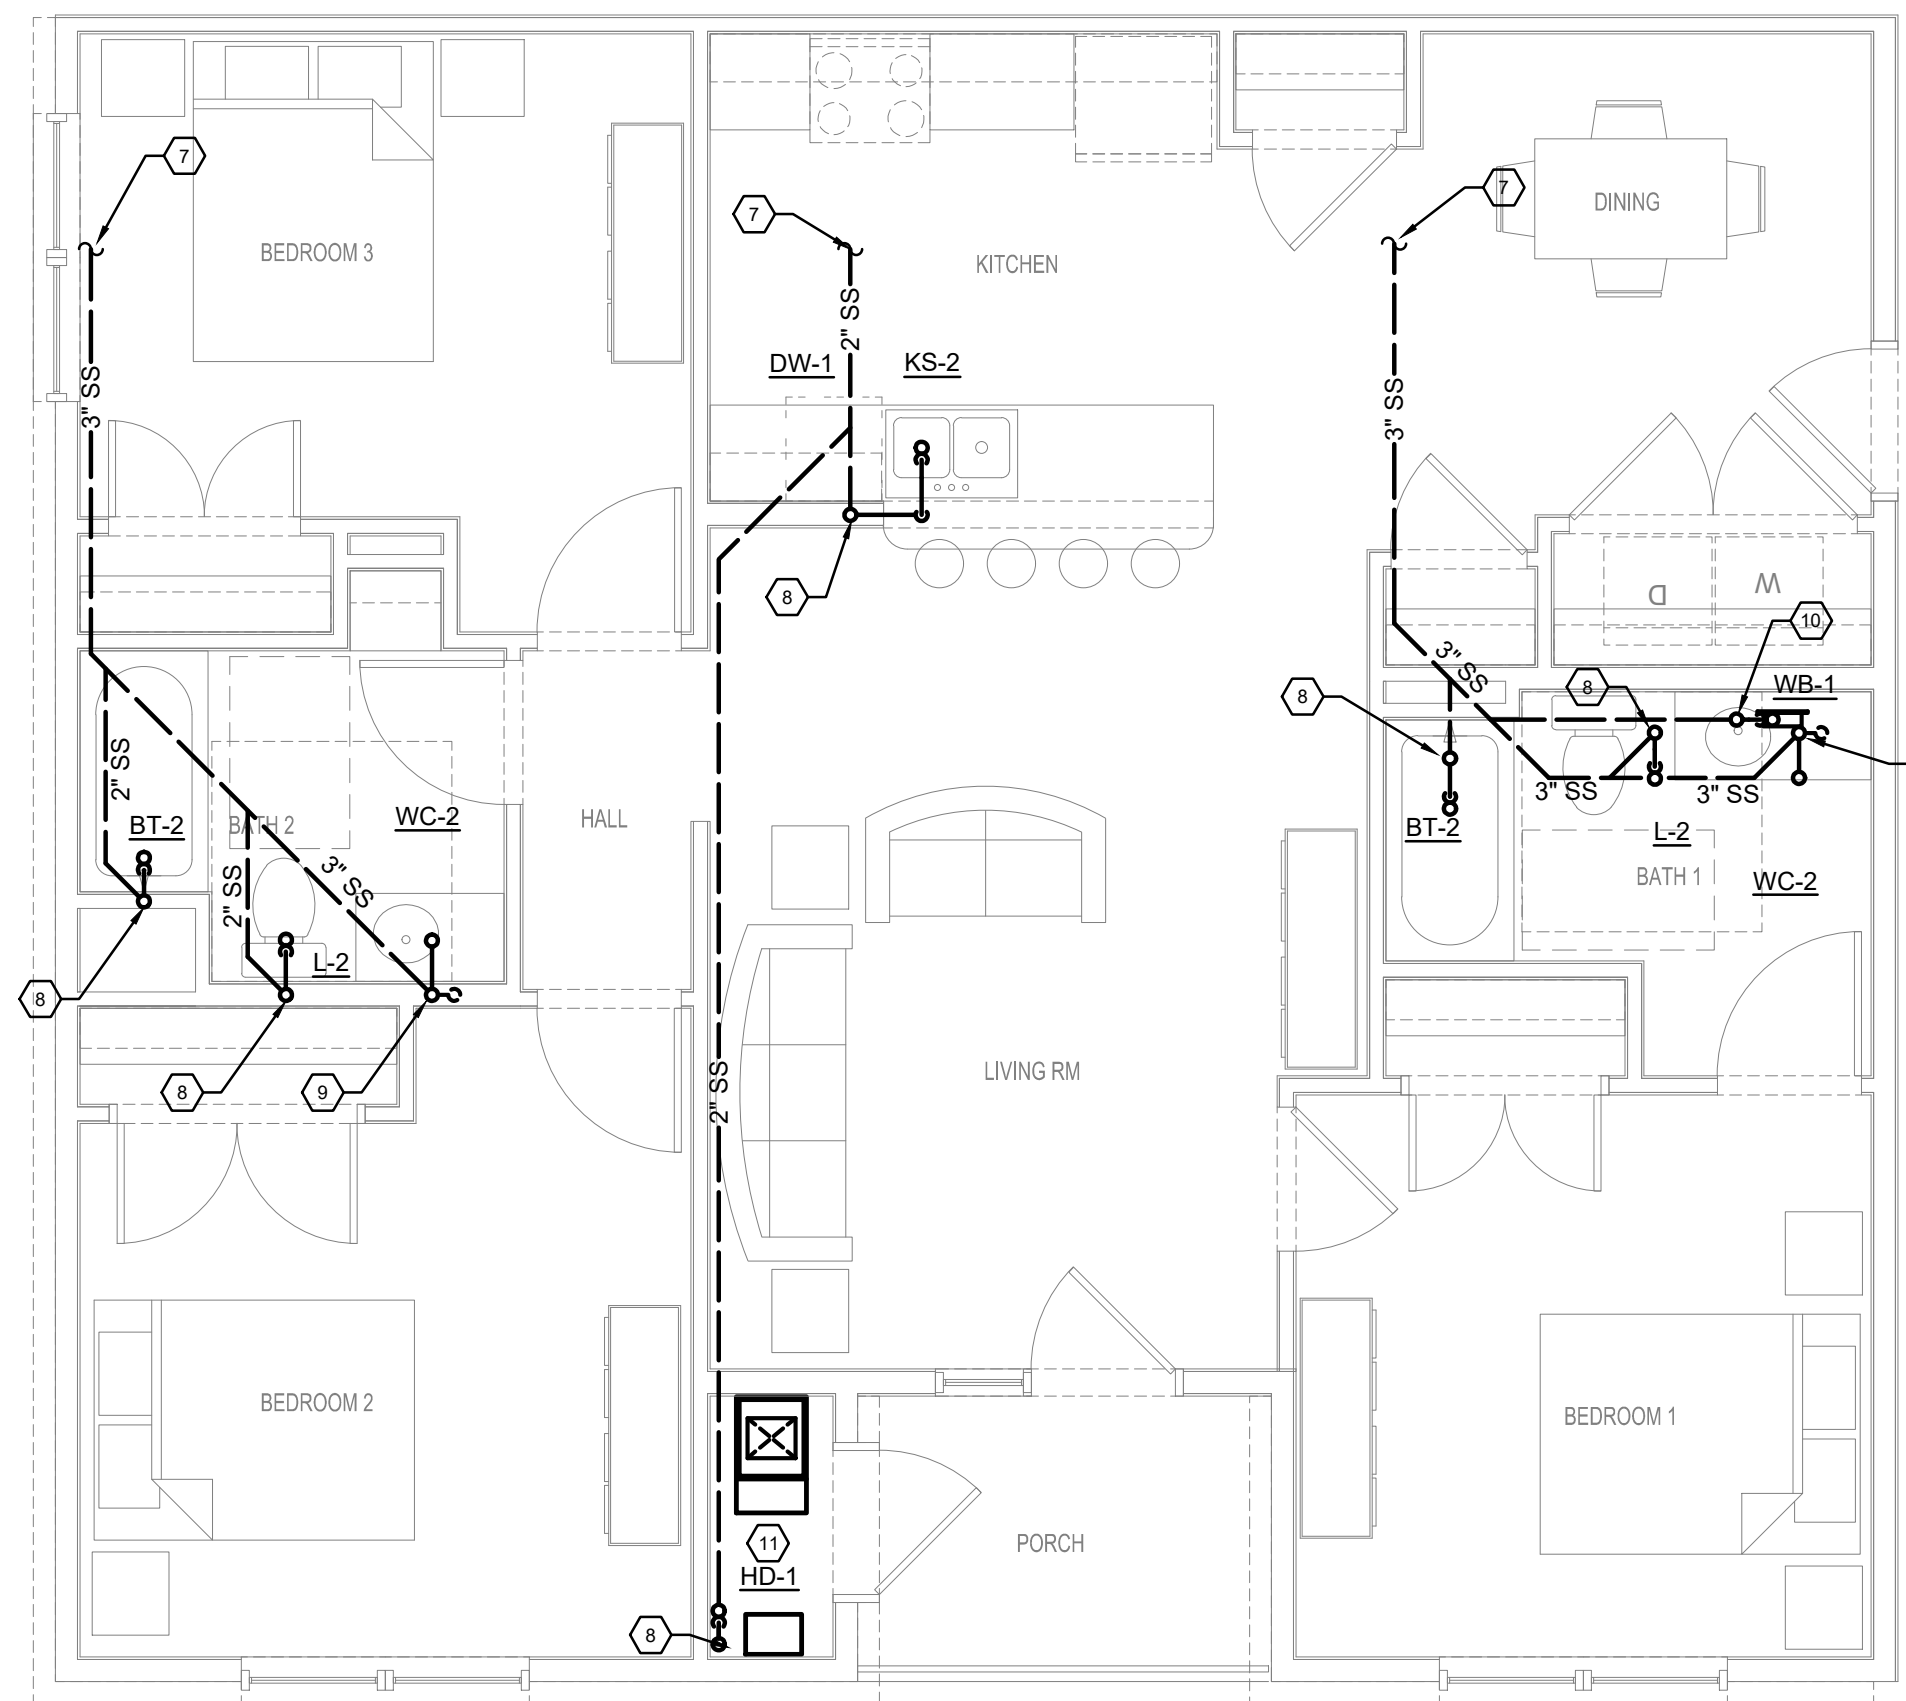 7
7
7
DINING
BEDROOM 3
KITCHEN
2" SS
DW-1
KS-2
3" SS
3" SS
8
D
W
10
3" SS
8
8
WB-1
2" SS
3" SS
3" SS
BT-2
BATH 2
WC-2
HALL
BT-2
L-2
3" SS
2" SS
BATH 1
WC-2
L-2
8
8
9
LIVING RM
2" SS
BEDROOM 2
BEDROOM 1
11
PORCH
HD-1
8